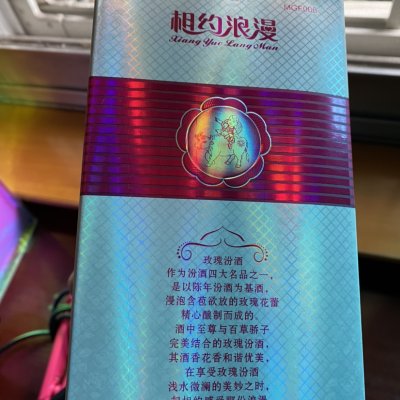 MGF006
相约浪漫
Xiang Yue Lang Man
玫瑰汾酒
作为汾酒四大名品之一，
是以陈年汾酒为基酒，
浸泡含苞欲放的玫瑰花蕾
精心酿制而成的。
酒中至尊与百草骄子
完美结合的玫瑰汾酒，
其酒香花香和谐优美，
在享受玫瑰汾酒
浅水微澜的美妙之时，